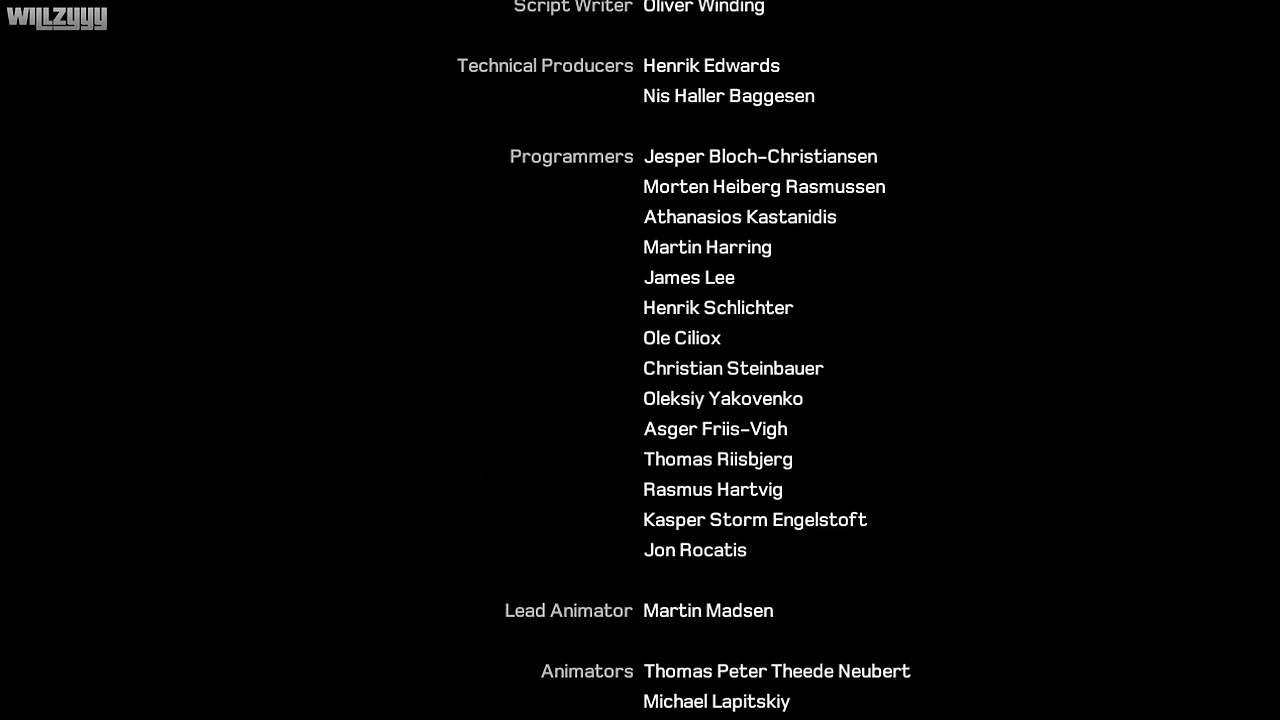 WILLZYYY
Script Writer Oliver Winding
Technical Producers Henrik Edwards
Nis Haller Baggesen
Programmers Jesper Bloch-Christiansen
Morten Heiberg Rasmussen
Athanasios Kastanidis
Martin Harring
James Lee
Henrik Schlichter
Ole Ciliox
Christian Steinbauer
Oleksiy Yakovenko
Asger Friis-Vigh
Thomas Riisbjerg
Rasmus Hartvig
Kasper Storm Engelstoft
Jon Rocatis
Lead Animator Martin Madsen
Animators Thomas Peter Theede Neubert
Michael Lapitskiy